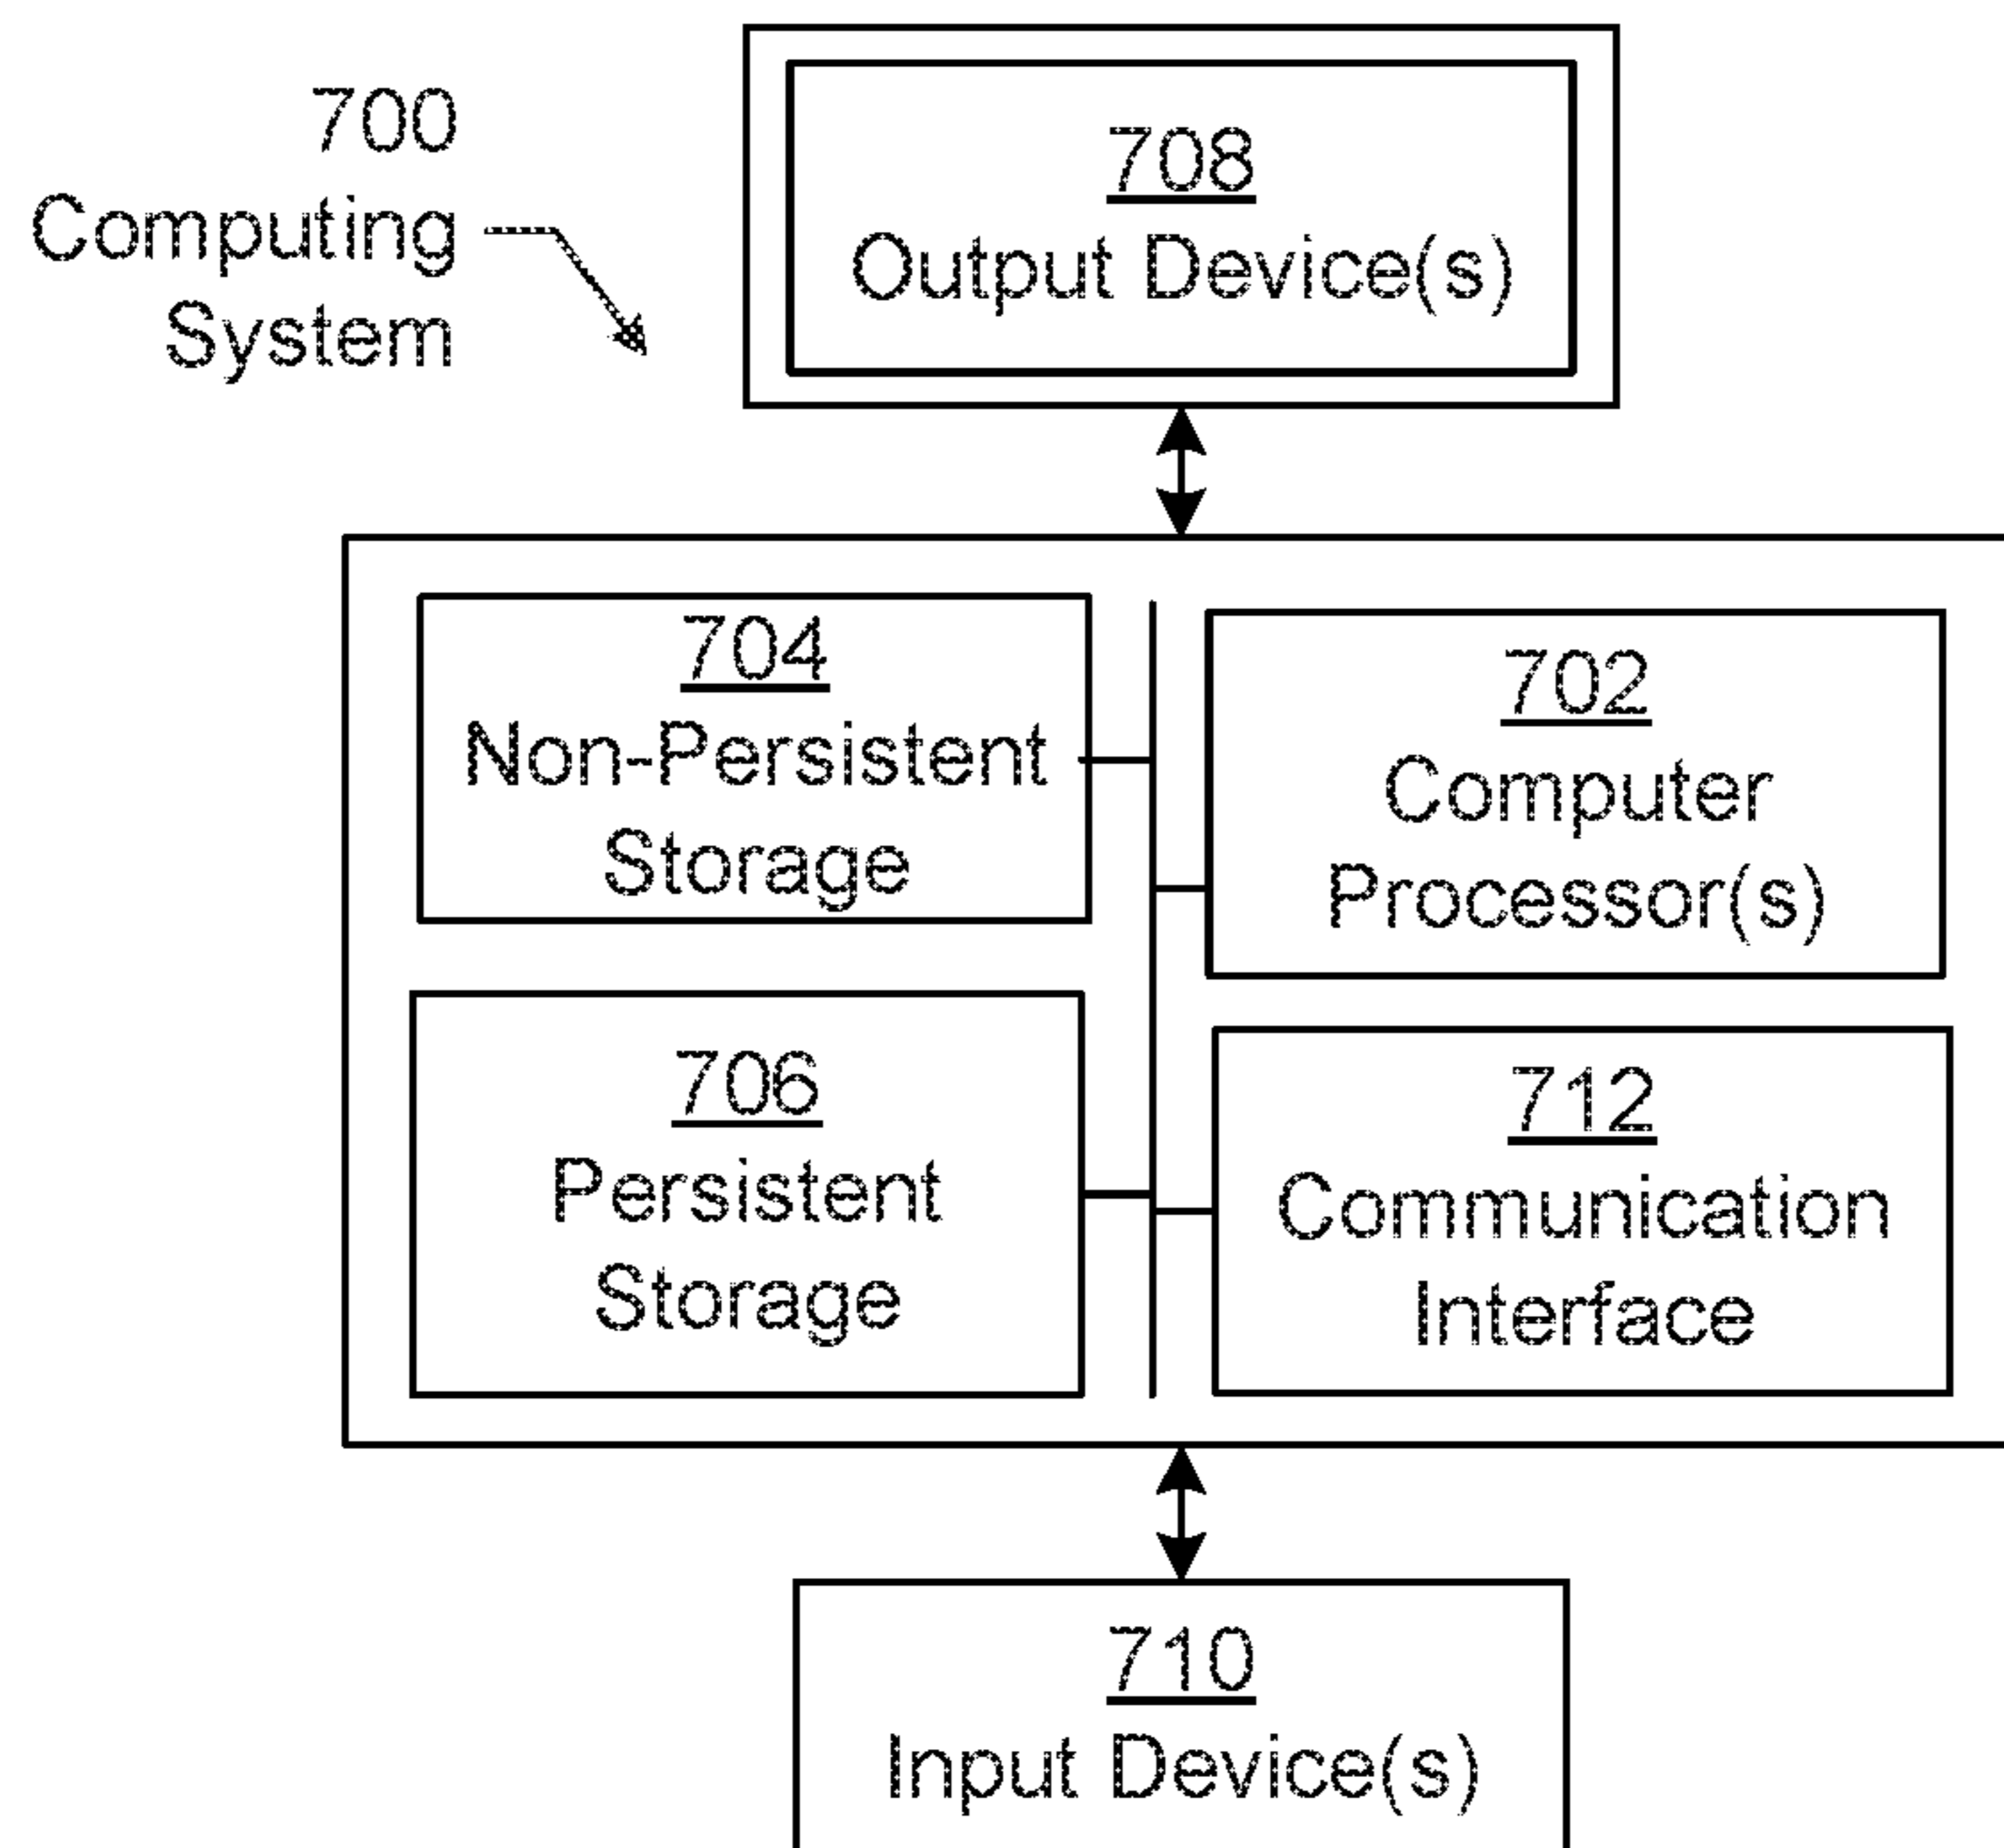 700
Computing
System
708
Output Device(s)
704
Non-Persistent
Storage
702
Computer
Processor(s)
706
Persistent
Storage
712
Communication
Interface
710
Input Device(s)